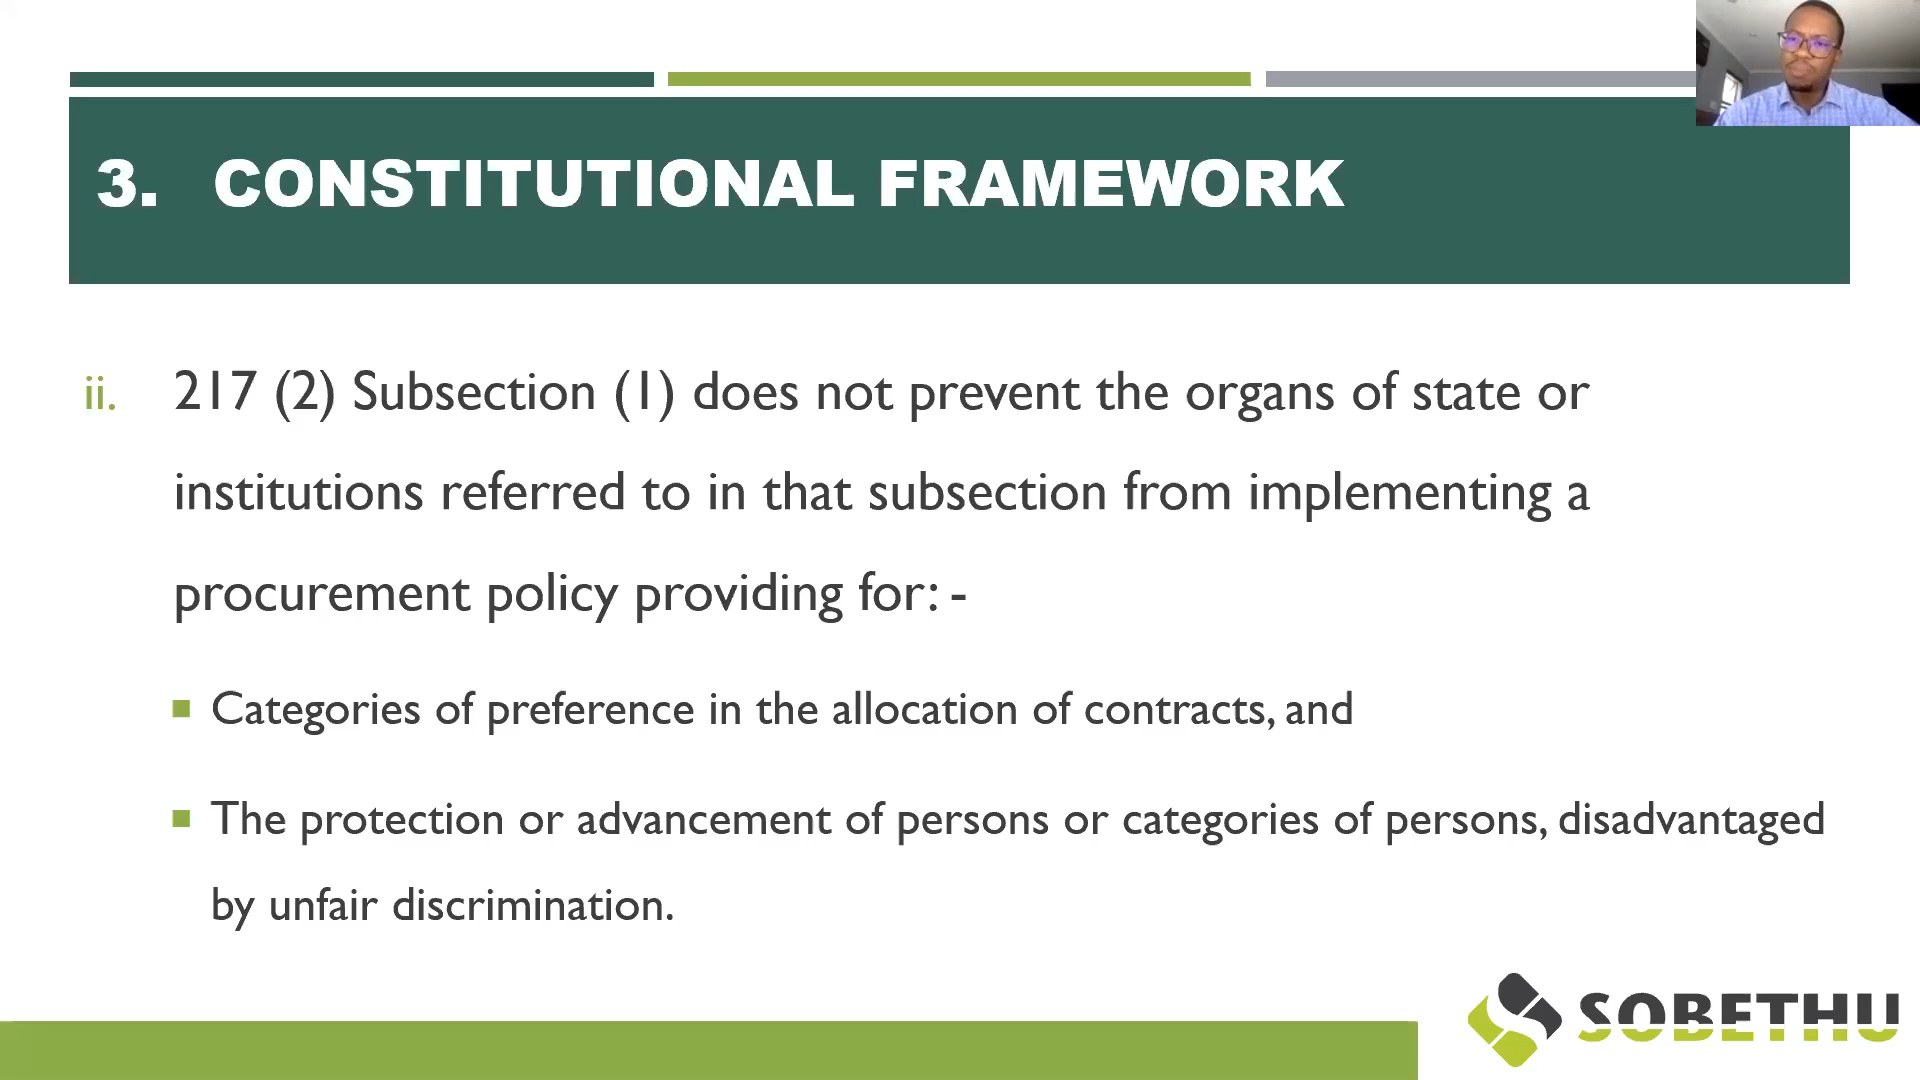 3. CONSTITUTIONAL FRAMEWORK
ii. 217 (2) Subsection (1) does not prevent the organs of state or
institutions referred to in that subsection from implementing a
procurement policy providing for: -
■ Categories of preference in the allocation of contracts, and
■ The protection or advancement of persons or categories of persons, disadvantaged
by unfair discrimination.
SOBETHU